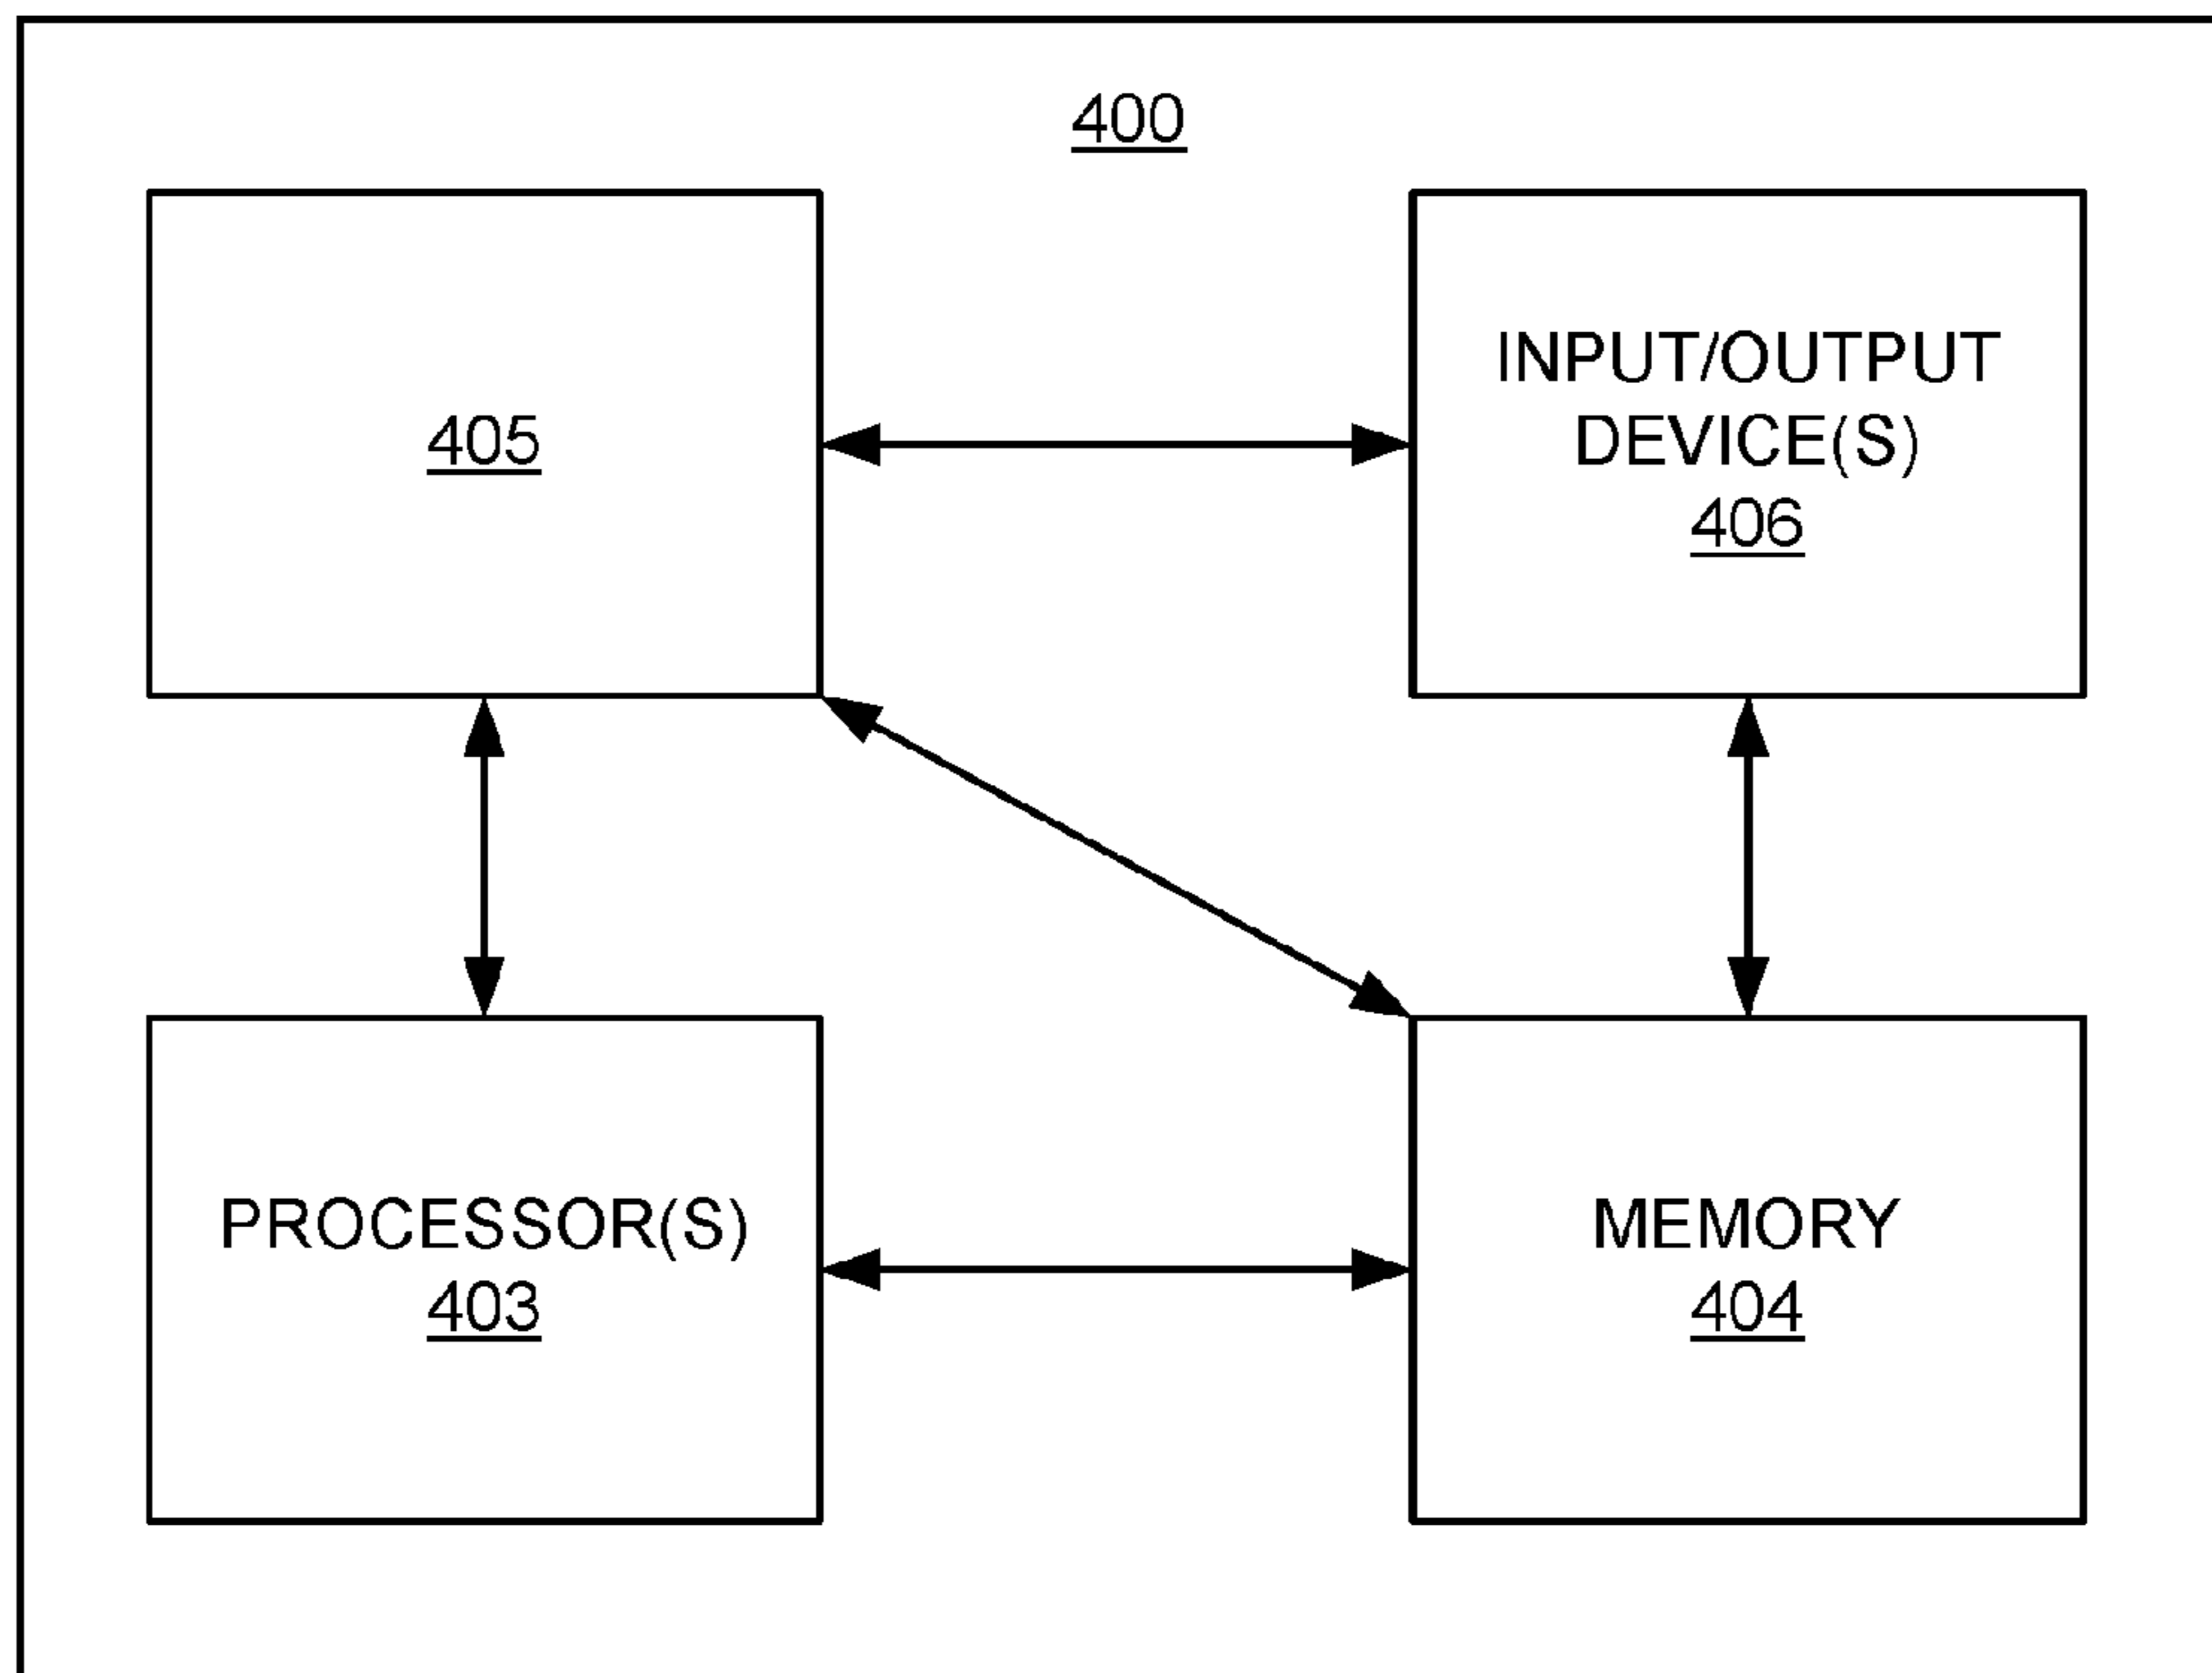 400
405
INPUT/OUTPUT
DEVICE(S)
406
PROCESSOR(S)
403
MEMORY
404